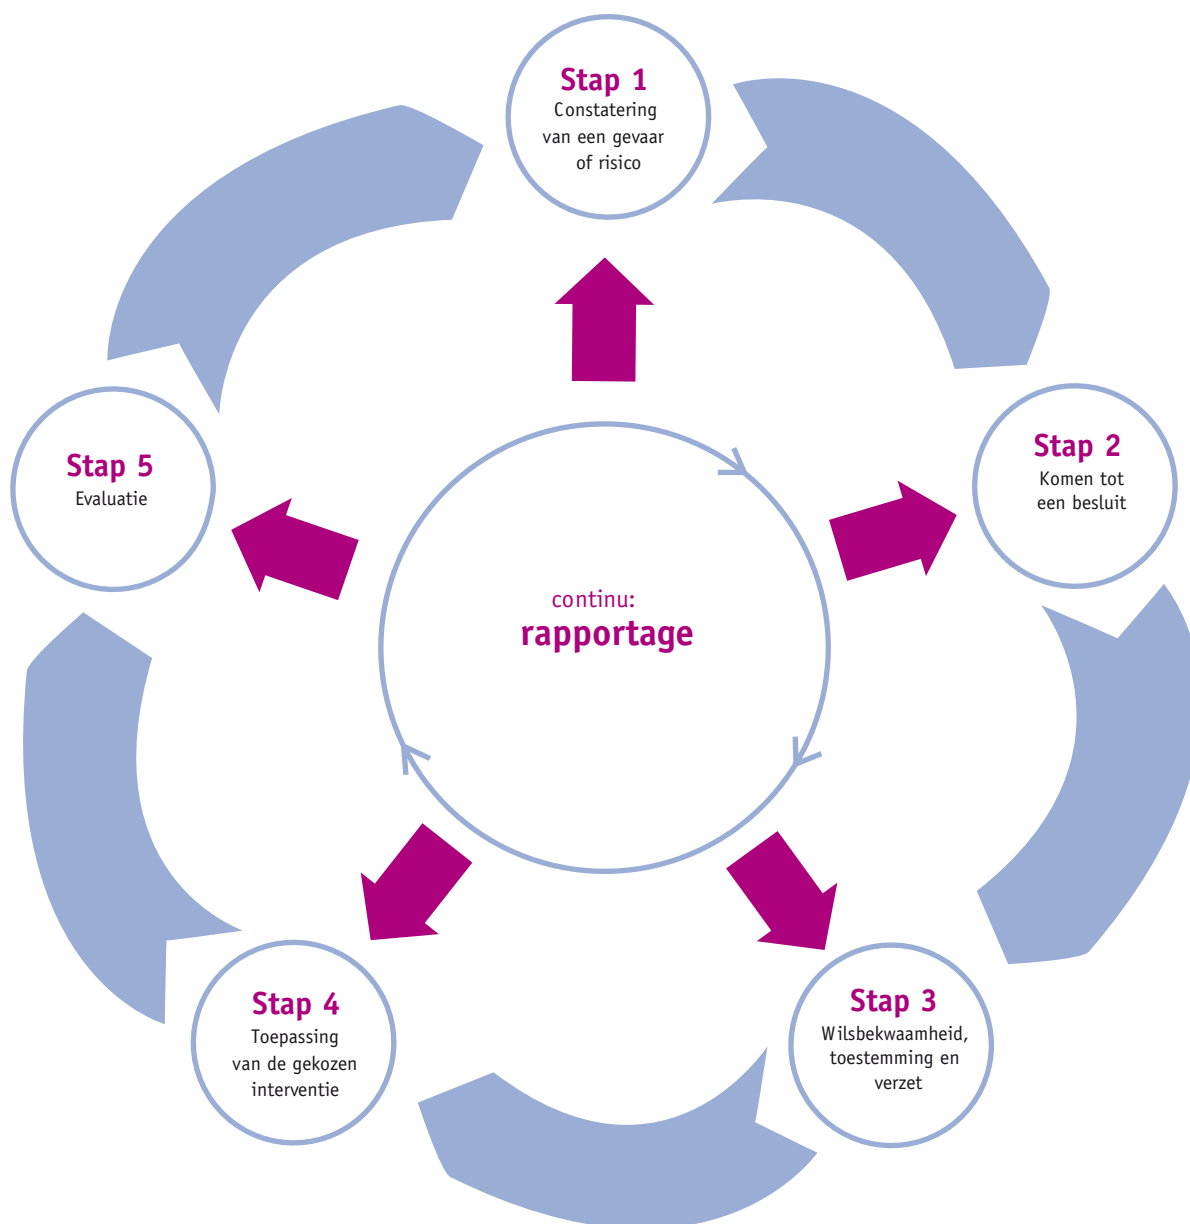 Stap 1
Constatering
van een gevaar
of risico
Stap 2
Komen tot
een besluit
Stap 3
Wilsbekwaamheid,
toestemming en
verzet
Stap 4
Toepassing
van de gekozen
interventie
Stap 5
Evaluatie
continu:
rapportage